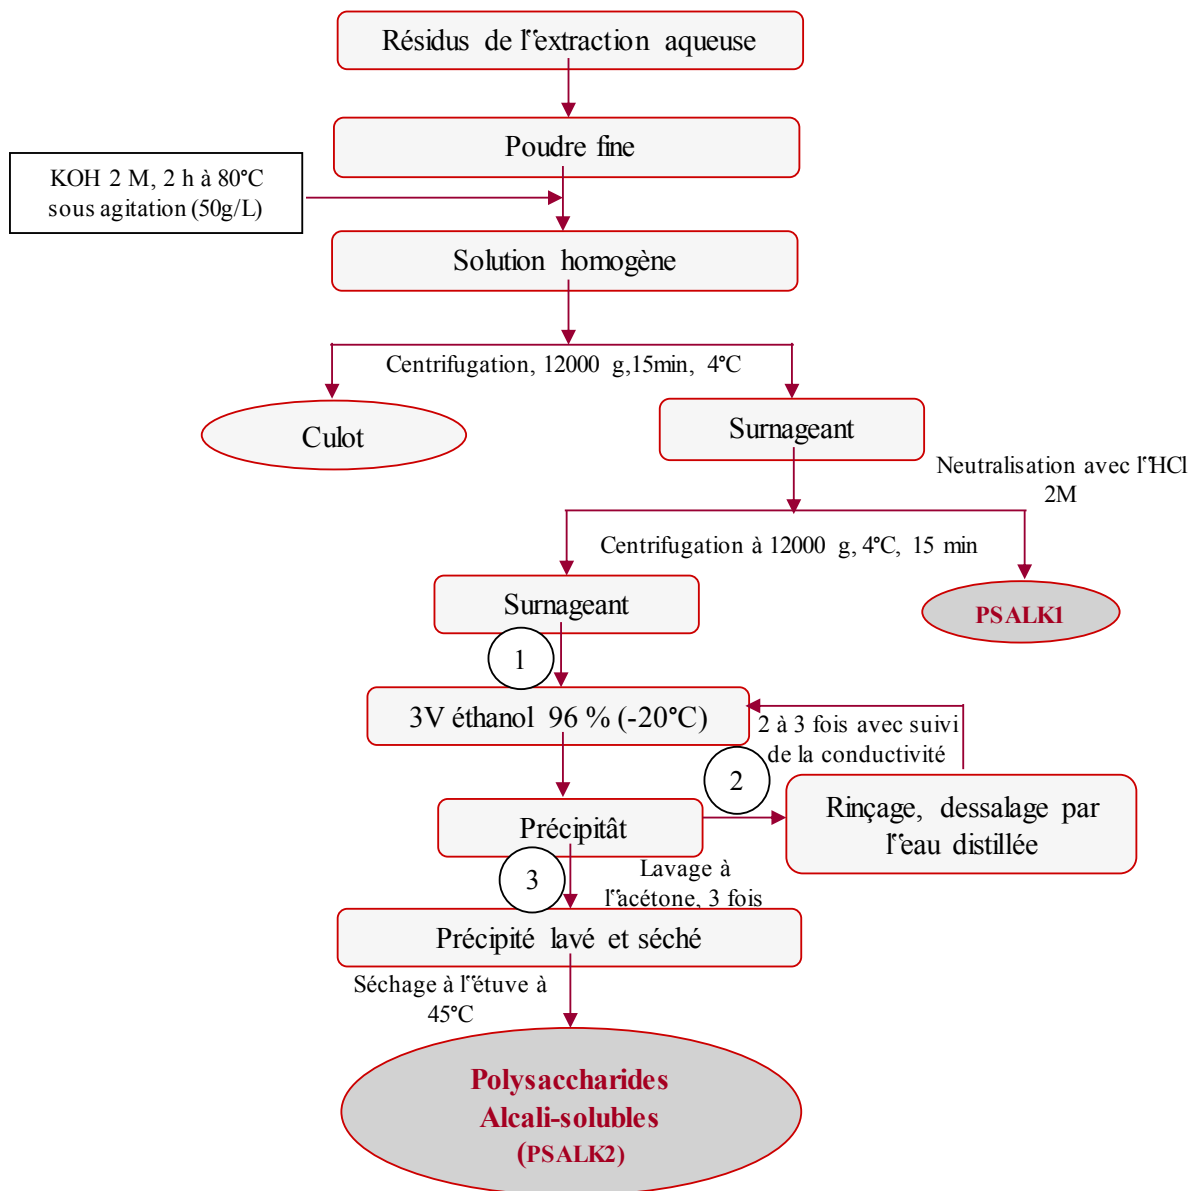 Résidus de l‟extraction aqueuse
Poudre fine
KOH 2 M, 2 h à 80°C
sous agitation (50g/L)
Solution homogène
Centrifugation, 12000 g,15min, 4°C
Culot
Surnageant
Neutralisation avec l‟HCl
2M
Centrifugation à 12000 g, 4°C, 15 min
Surnageant
PSALK1
1
3V éthanol 96 % (-20°C)
2 à 3 fois avec suivi
de la conductivité
2
Précipitât
Rinçage, dessalage par
l‟eau distillée
3
Lavage à
l‟acétone, 3 fois
Précipité lavé et séché
Séchage à l‟étuve à
45°C
Polysaccharides
Alcali-solubles
(PSALK2)